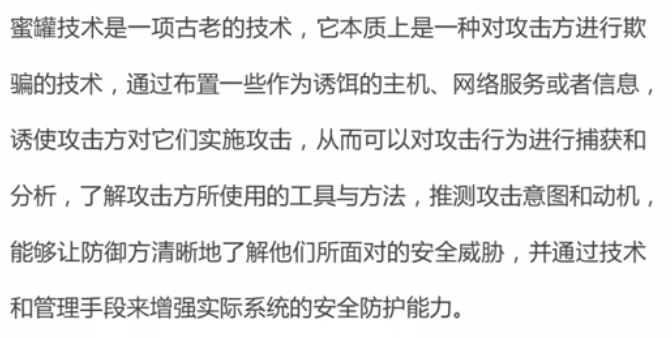 蜜罐技术是一项古老的技术，它本质上是一种对攻击方进行欺
骗的技术，通过布置一些作为诱饵的主机、网络服务或者信息，
诱使攻击方对它们实施攻击，从而可以对攻击行为进行捕获和
分析，了解攻击方所使用的工具与方法，推测攻击意图和动机，
能够让防御方清晰地了解他们所面对的安全威胁，并通过技术
和管理手段来增强实际系统的安全防护能力。